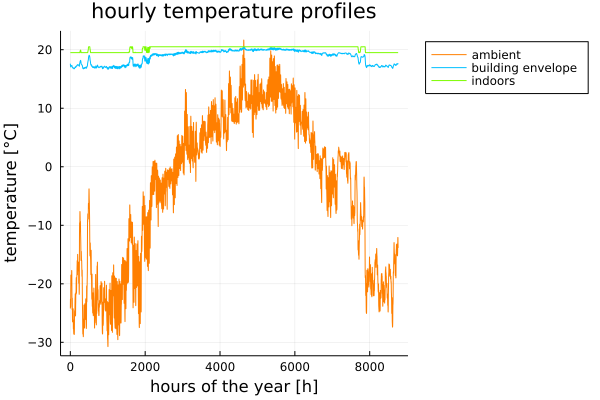 hourly temperature profiles
ambient
building envelope
indoors
temperature [°C]
20
10
0
−10
−20
−30
0
2000
4000
6000
8000
hours of the year [h]